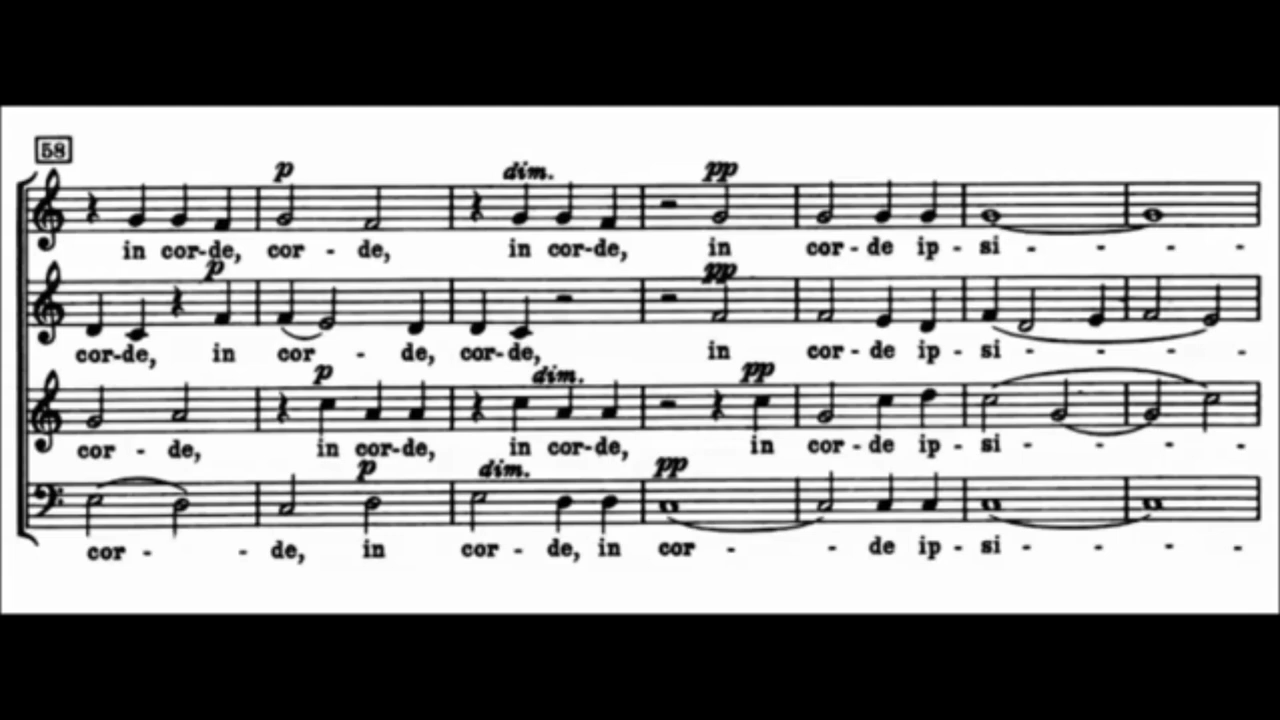 58
p dim. pp
in cor-de, cor - de, in cor-de, in cor - de ip - si - - - -
p pp
cor-de, in cor - de, cor-de, in cor - de ip - si - - - -
p dim. pp
cor - de, in cor-de, in cor-de, in cor - de ip - si - - - -
p dim. pp
cor - - de, in cor - de, in cor - - de ip - si - - - -